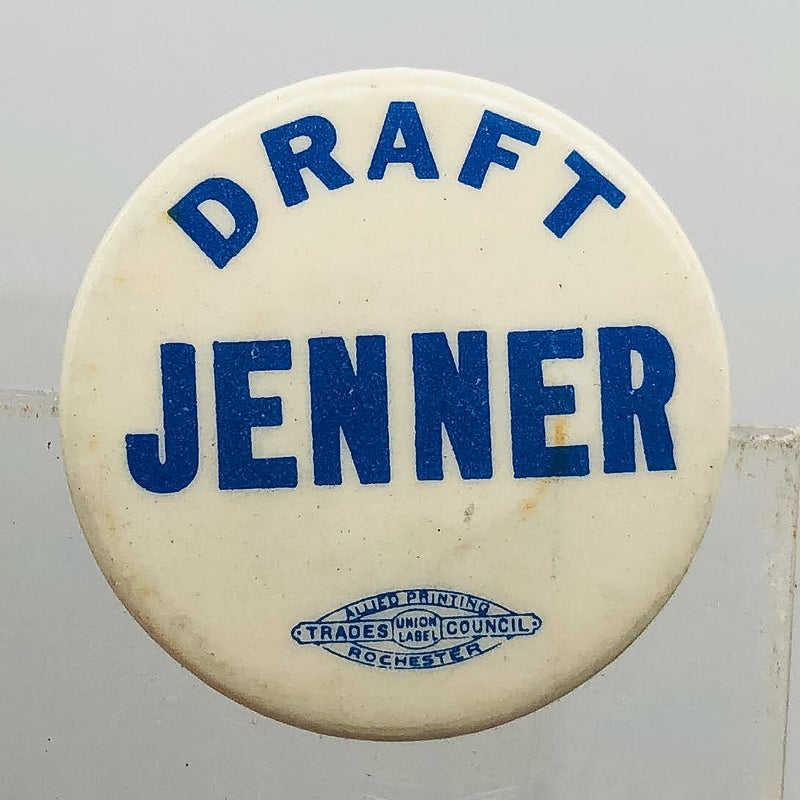 DRAFT
JENNER
ALLIED PRINTING
TRADES UNION LABEL COUNCIL
ROCHESTER